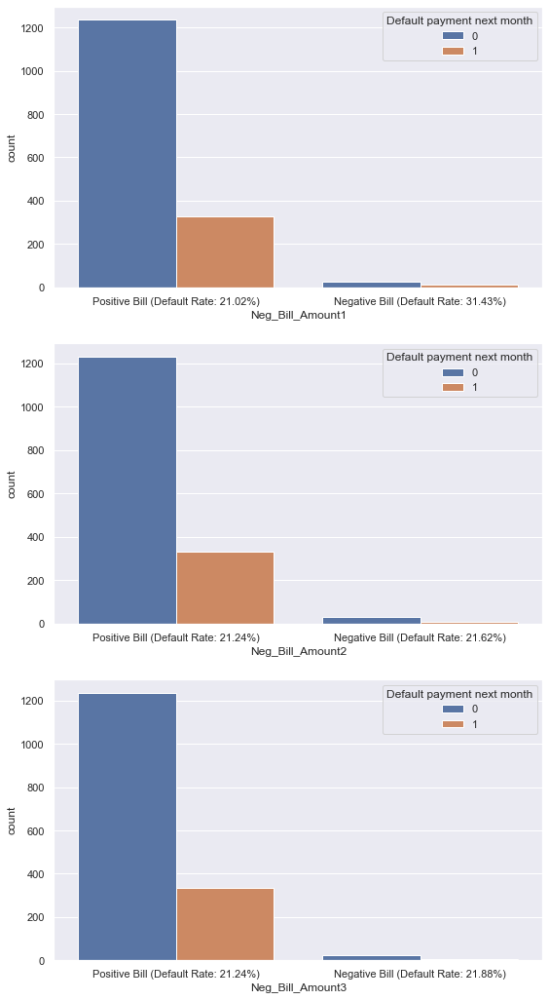 Default payment next month
0
1
1200
1000
800
600
400
200
0
count
Positive Bill (Default Rate: 21.02%) Negative Bill (Default Rate: 31.43%)
Neg_Bill_Amount1
Default payment next month
0
1
1200
1000
800
600
400
200
0
count
Positive Bill (Default Rate: 21.24%) Negative Bill (Default Rate: 21.62%)
Neg_Bill_Amount2
Default payment next month
0
1
1200
1000
800
600
400
200
0
count
Positive Bill (Default Rate: 21.24%) Negative Bill (Default Rate: 21.88%)
Neg_Bill_Amount3